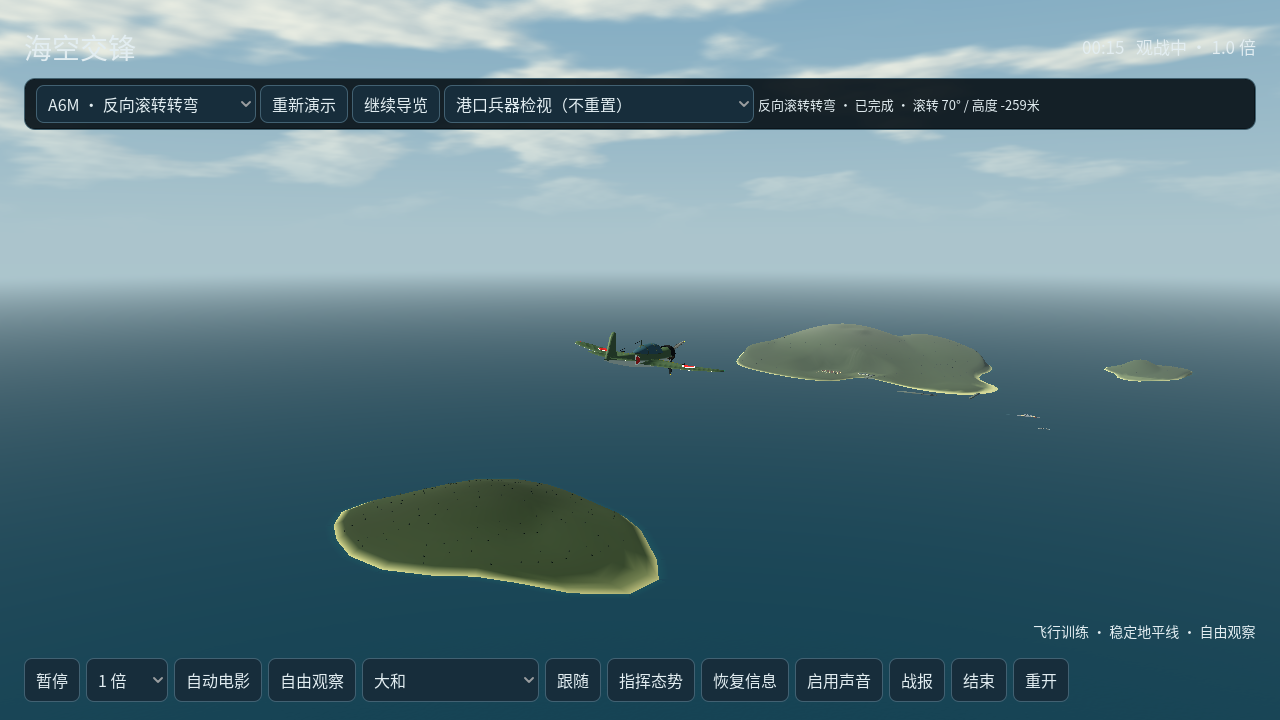 海空交锋
00:15 观战中 · 1.0 倍
A6M · 反向滚转转弯 重新演示 继续导览 港口兵器检视（不重置） 反向滚转转弯 · 已完成 · 滚转 70° / 高度 -259米
飞行训练 · 稳定地平线 · 自由观察
暂停 1 倍 自动电影 自由观察 大和 跟随 指挥态势 恢复信息 启用声音 战报 结束 重开